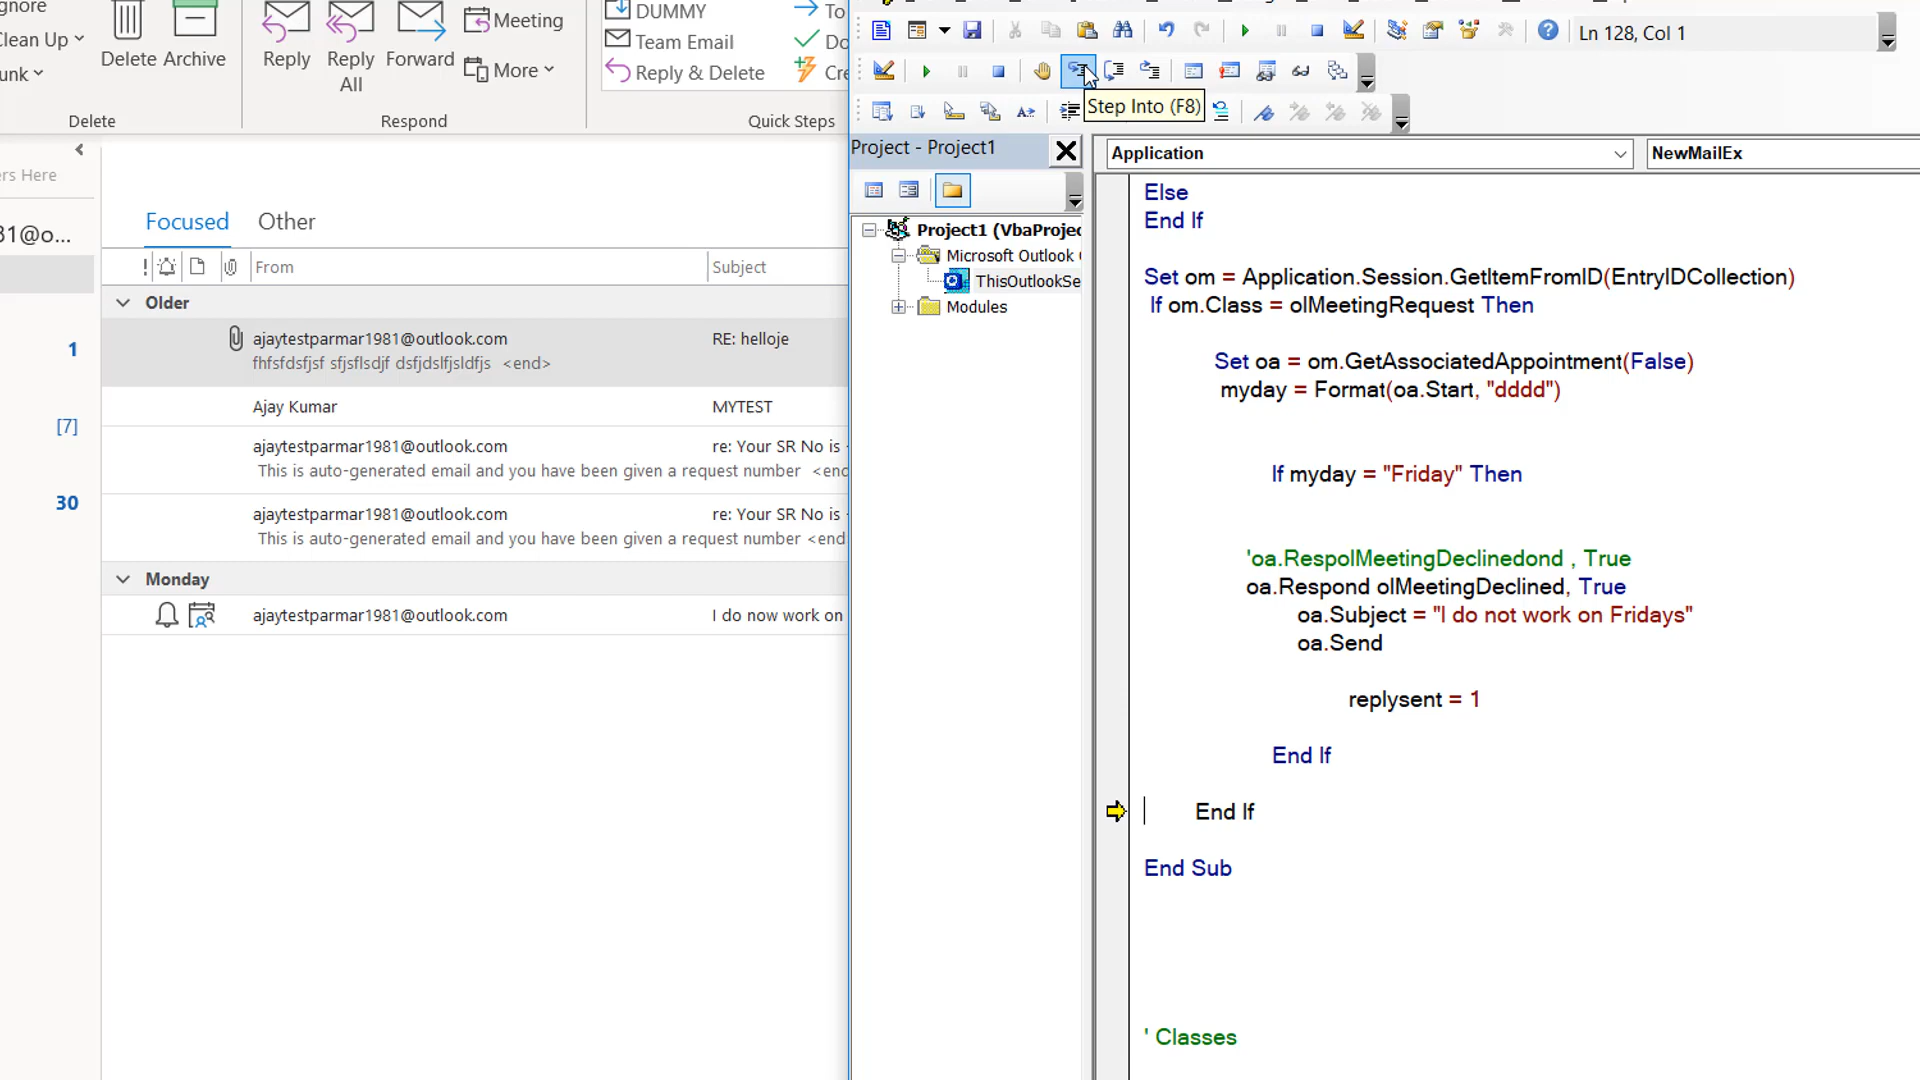 gnore
Clean Up
unk
Delete
Archive
Delete
Reply
Reply
All
Forward
Meeting
More
Respond
DUMMY
Team Email
Reply & Delete
To
Do
Cre
Quick Steps
ers Here
31@o...
1
[7]
30
Focused Other
! From Subject
Older
ajaytestparmar1981@outlook.com RE: helloje
fhfsfdsfjsf sfjsflsdjf dsfjdslfjsldfjs <end>
Ajay Kumar MYTEST
ajaytestparmar1981@outlook.com re: Your SR No is
This is auto-generated email and you have been given a request number <end
ajaytestparmar1981@outlook.com re: Your SR No is
This is auto-generated email and you have been given a request number <end
Monday
ajaytestparmar1981@outlook.com I do now work on
Ln 128, Col 1
Step Into (F8)
Project - Project1
Project1 (VbaProjec
Microsoft Outlook
ThisOutlookSe
Modules
Application NewMailEx
Else
End If
Set om = Application.Session.GetItemFromID(EntryIDCollection)
If om.Class = olMeetingRequest Then
Set oa = om.GetAssociatedAppointment(False)
myday = Format(oa.Start, "dddd")
If myday = "Friday" Then
'oa.RespolMeetingDeclinedond , True
oa.Respond olMeetingDeclined, True
oa.Subject = "I do not work on Fridays"
oa.Send
replysent = 1
End If
End If
End Sub
' Classes